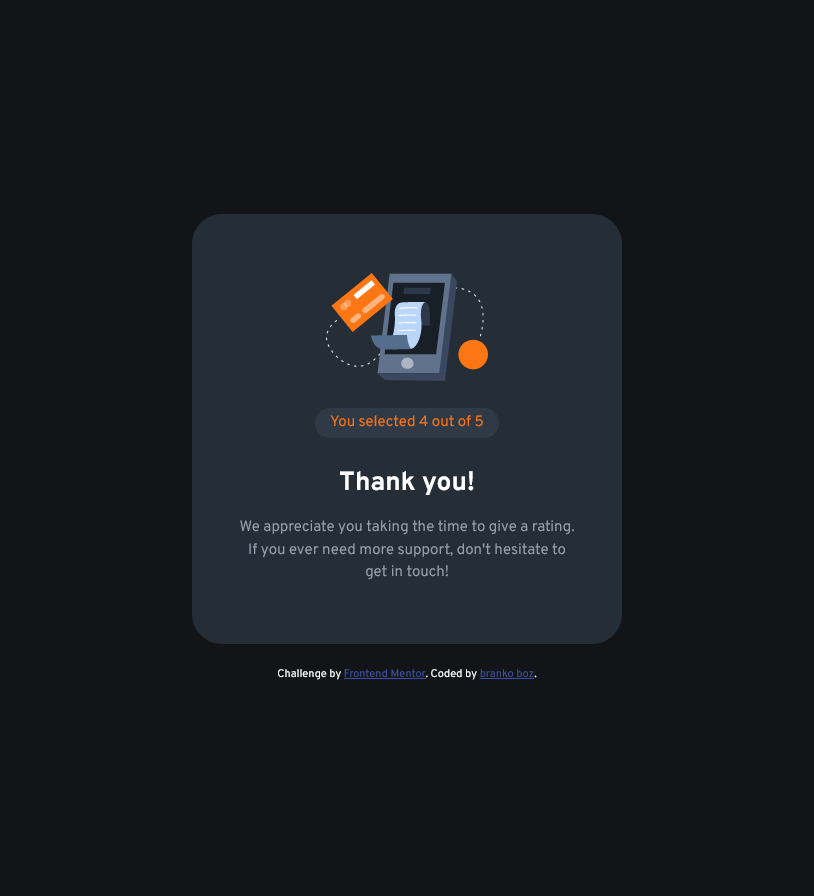 You selected 4 out of 5
Thank you!
We appreciate you taking the time to give a rating.
If you ever need more support, don't hesitate to
get in touch!
Challenge by Frontend Mentor. Coded by branko boz.